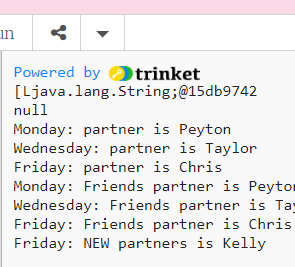 un
Powered by trinket
[Ljava.lang.String;@15db9742
null
Monday: partner is Peyton
Wednesday: partner is Taylor
Friday: partner is Chris
Monday: Friends partner is Peyton
Wednesday: Friends partner is Tay
Friday: Friends partner is Chris
Friday: NEW partners is Kelly